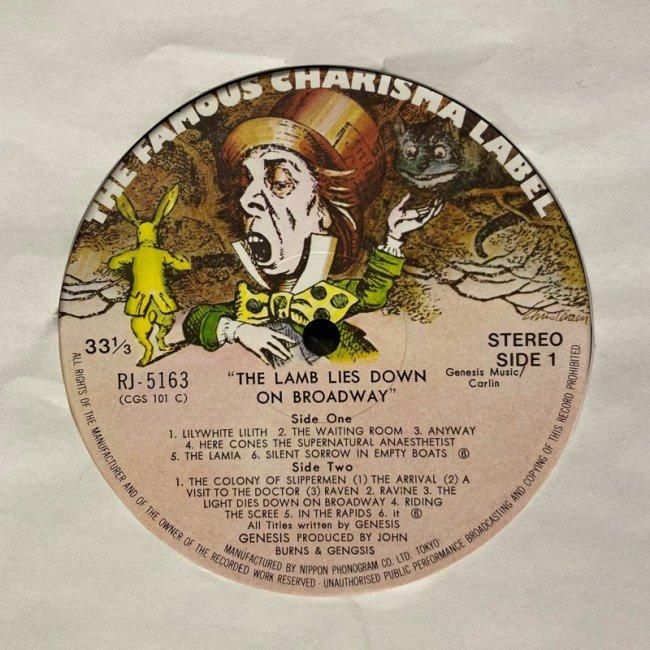 THE FAMOUS CHARISMA LABEL
33⅓
STEREO
SIDE 1
RJ-5163
(CGS 101 C)
"THE LAMB LIES DOWN
ON BROADWAY"
Genesis Music/
Carlin
Side One
1. LILYWHITE LILITH 2. THE WAITING ROOM 3. ANYWAY
4. HERE CONES THE SUPERNATURAL ANAESTHETIST
5. THE LAMIA 6. SILENT SORROW IN EMPTY BOATS ⑥
Side Two
1. THE COLONY OF SLIPPERMEN (1) THE ARRIVAL (2) A
VISIT TO THE DOCTOR (3) RAVEN 2. RAVINE 3. THE
LIGHT DIES DOWN ON BROADWAY 4. RIDING
THE SCREE 5. IN THE RAPIDS 6. it ⑥
All Titles written by GENESIS
GENESIS PRODUCED BY JOHN
BURNS & GENGSIS
MANUFACTURED BY NIPPON PHONOGRAM CO. LTD. TOKYO·
ALL RIGHTS OF THE MANUFACTURER AND OF THE OWNER OF THE RECORDED WORK RESERVED · UNAUTHORISED PUBLIC PERFORMANCE BROADCASTING AND COPYING OF THIS RECORD PROHIBITED